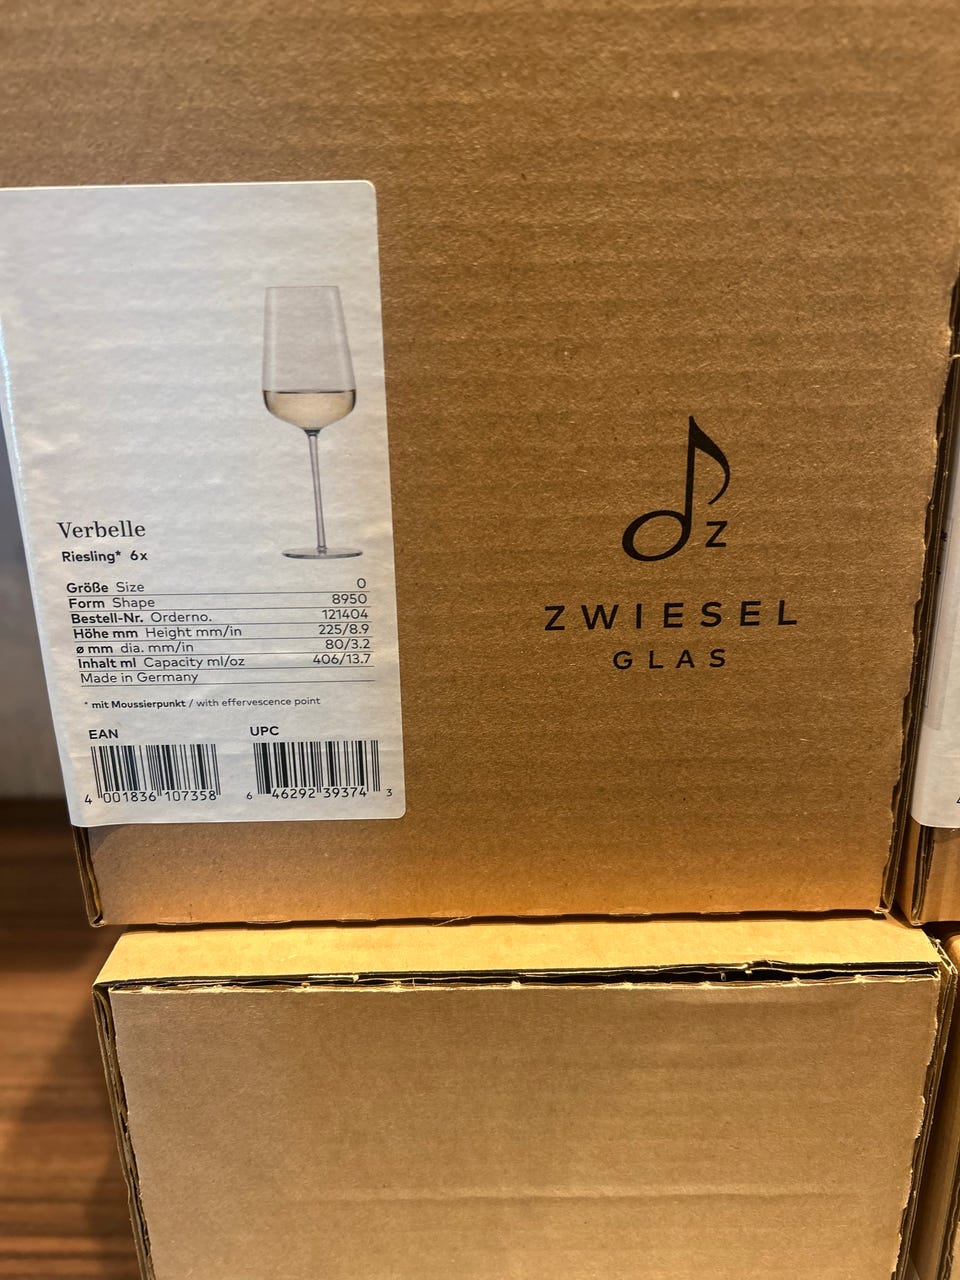 Verbelle
Riesling* 6x
Größe Size 0
Form Shape 8950
Bestell-Nr. Orderno. 121404
Höhe mm Height mm/in 225/8.9
ø mm dia. mm/in 80/3.2
Inhalt ml Capacity ml/oz 406/13.7
Made in Germany
* mit Moussierpunkt / with effervescence point
EAN UPC
4 001836 107358 6 46292 39374 3
z
ZWIESEL
GLAS